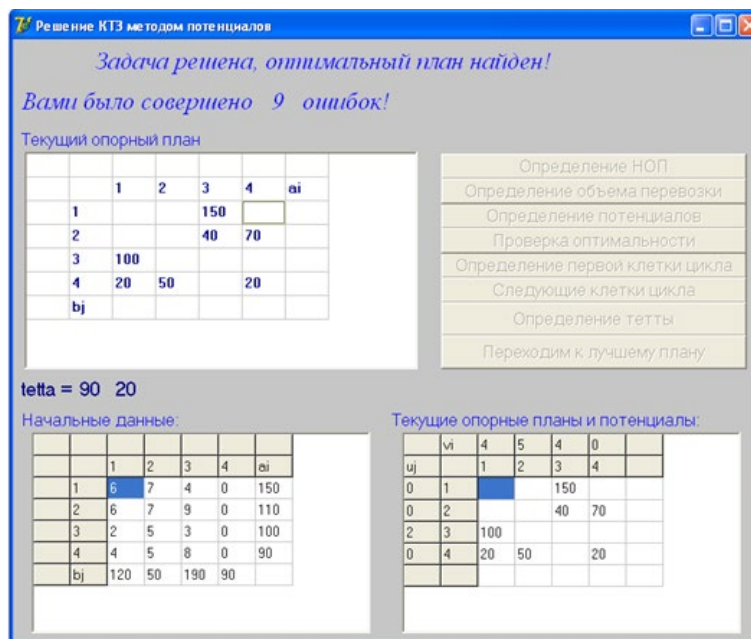 Решение КТЗ методом потенциалов
Задача решена, оптимальный план найден!
Вами было совершено 9 ошибок!
Текущий опорный план
1 2 3 4 ai
1 150
2 40 70
3 100
4 20 50 20
bj
Определение НОП
Определение объема перевозки
Определение потенциалов
Проверка оптимальности
Определение первой клетки цикла
Следующие клетки цикла
Определение тетты
Переходим к лучшему плану
tetta = 90 20
Начальные данные:
1 2 3 4 ai
1 6 7 4 0 150
2 6 7 9 0 110
3 2 5 3 0 100
4 4 5 8 0 90
bj 120 50 190 90
Текущие опорные планы и потенциалы:
vi 4 5 4 0
uj 1 2 3 4
0 1 150
0 2 40 70
2 3 100
0 4 20 50 20